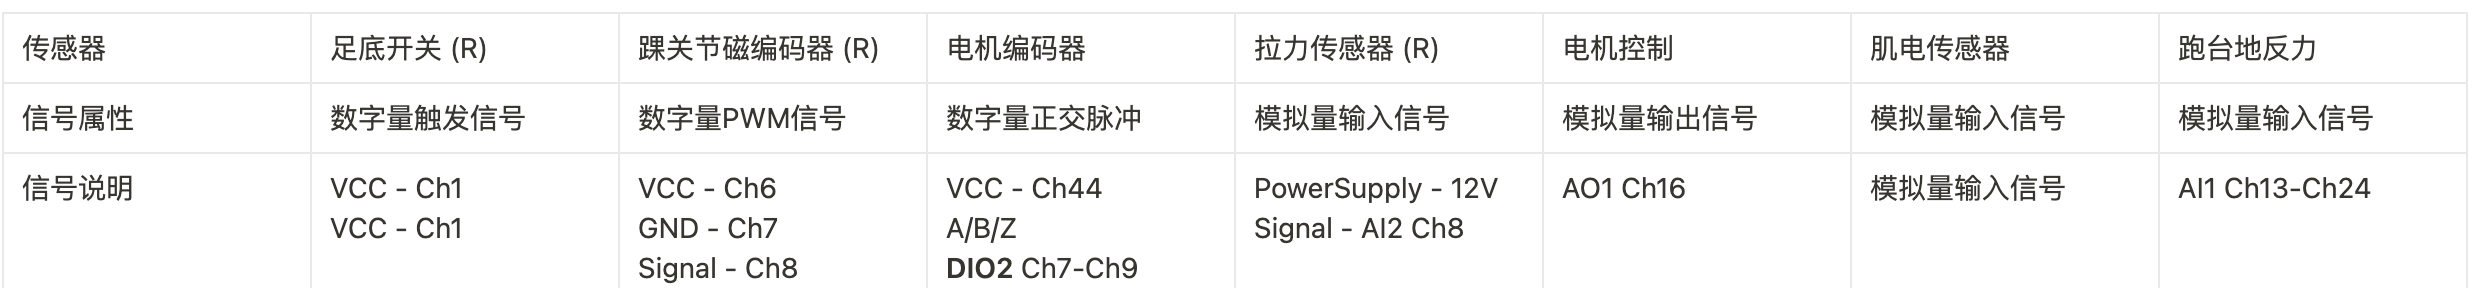 传感器 足底开关 (R) 踝关节磁编码器 (R) 电机编码器 拉力传感器 (R) 电机控制 肌电传感器 跑台地反力
信号属性 数字量触发信号 数字量PWM信号 数字量正交脉冲 模拟量输入信号 模拟量输出信号 模拟量输入信号 模拟量输入信号
信号说明 VCC - Ch1 VCC - Ch6 VCC - Ch44 PowerSupply - 12V AO1 Ch16 模拟量输入信号 AI1 Ch13-Ch24
VCC - Ch1 GND - Ch7 A/B/Z Signal - AI2 Ch8
Signal - Ch8 DIO2 Ch7-Ch9